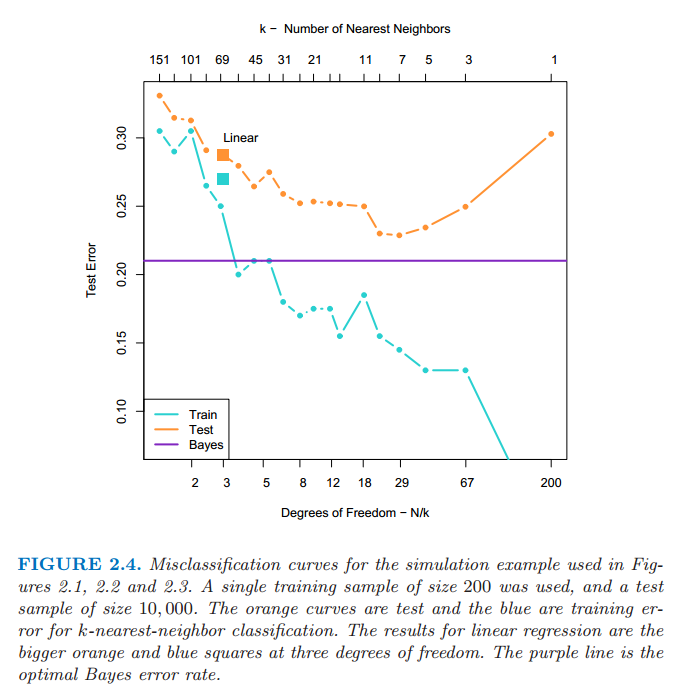 k − Number of Nearest Neighbors
151 101 69 45 31 21 11 7 5 3 1
Linear
0.30
0.25
0.20
0.15
0.10
Test Error
Train
Test
Bayes
2 3 5 8 12 18 29 67 200
Degrees of Freedom − N/k
FIGURE 2.4. Misclassification curves for the simulation example used in Fig-
ures 2.1, 2.2 and 2.3. A single training sample of size 200 was used, and a test
sample of size 10, 000. The orange curves are test and the blue are training er-
ror for k-nearest-neighbor classification. The results for linear regression are the
bigger orange and blue squares at three degrees of freedom. The purple line is the
optimal Bayes error rate.